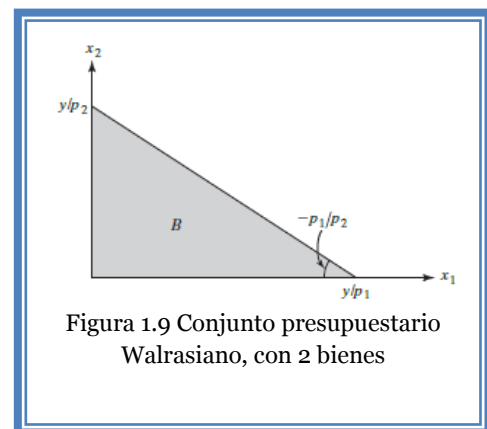 x2
y/p2
B
−p1/p2
x1
y/p1
Figura 1.9 Conjunto presupuestario
Walrasiano, con 2 bienes